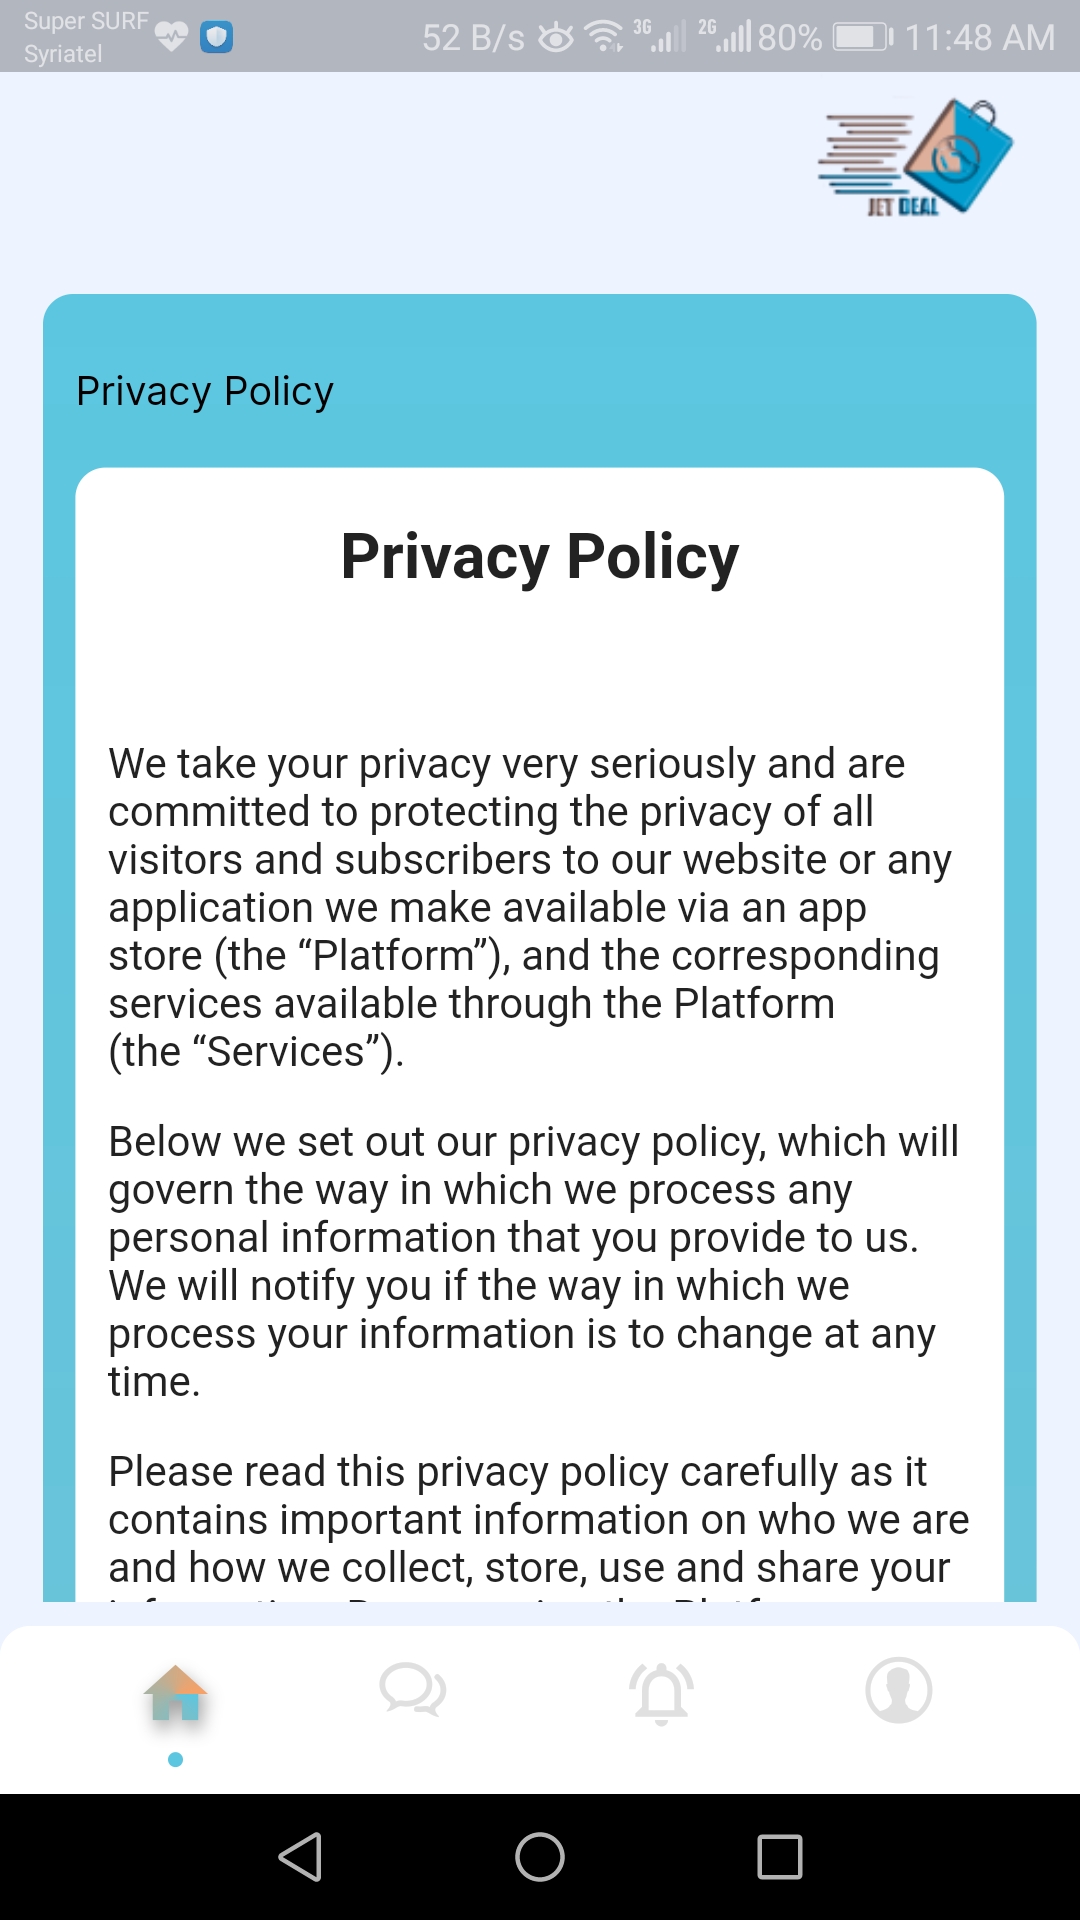 Super SURF
Syriatel
52 B/s 3G 2G 80% 11:48 AM
JET DEAL
Privacy Policy
Privacy Policy
We take your privacy very seriously and are
committed to protecting the privacy of all
visitors and subscribers to our website or any
application we make available via an app
store (the “Platform”), and the corresponding
services available through the Platform
(the “Services”).
Below we set out our privacy policy, which will
govern the way in which we process any
personal information that you provide to us.
We will notify you if the way in which we
process your information is to change at any
time.
Please read this privacy policy carefully as it
contains important information on who we are
and how we collect, store, use and share your